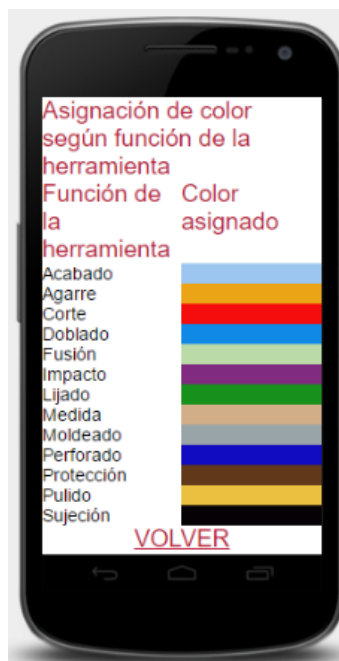 Asignación de color
según función de la
herramienta
Función de
la
herramienta
Color
asignado
Acabado
Agarre
Corte
Doblado
Fusión
Impacto
Lijado
Medida
Moldeado
Perforado
Protección
Pulido
Sujeción
VOLVER